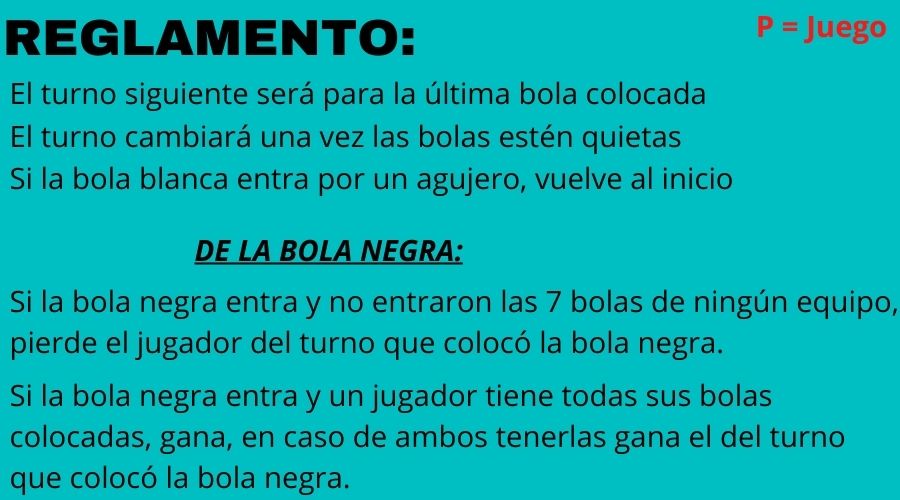 REGLAMENTO:
P = Juego
El turno siguiente será para la última bola colocada
El turno cambiará una vez las bolas estén quietas
Si la bola blanca entra por un agujero, vuelve al inicio
DE LA BOLA NEGRA:
Si la bola negra entra y no entraron las 7 bolas de ningún equipo,
pierde el jugador del turno que colocó la bola negra.
Si la bola negra entra y un jugador tiene todas sus bolas
colocadas, gana, en caso de ambos tenerlas gana el del turno
que colocó la bola negra.